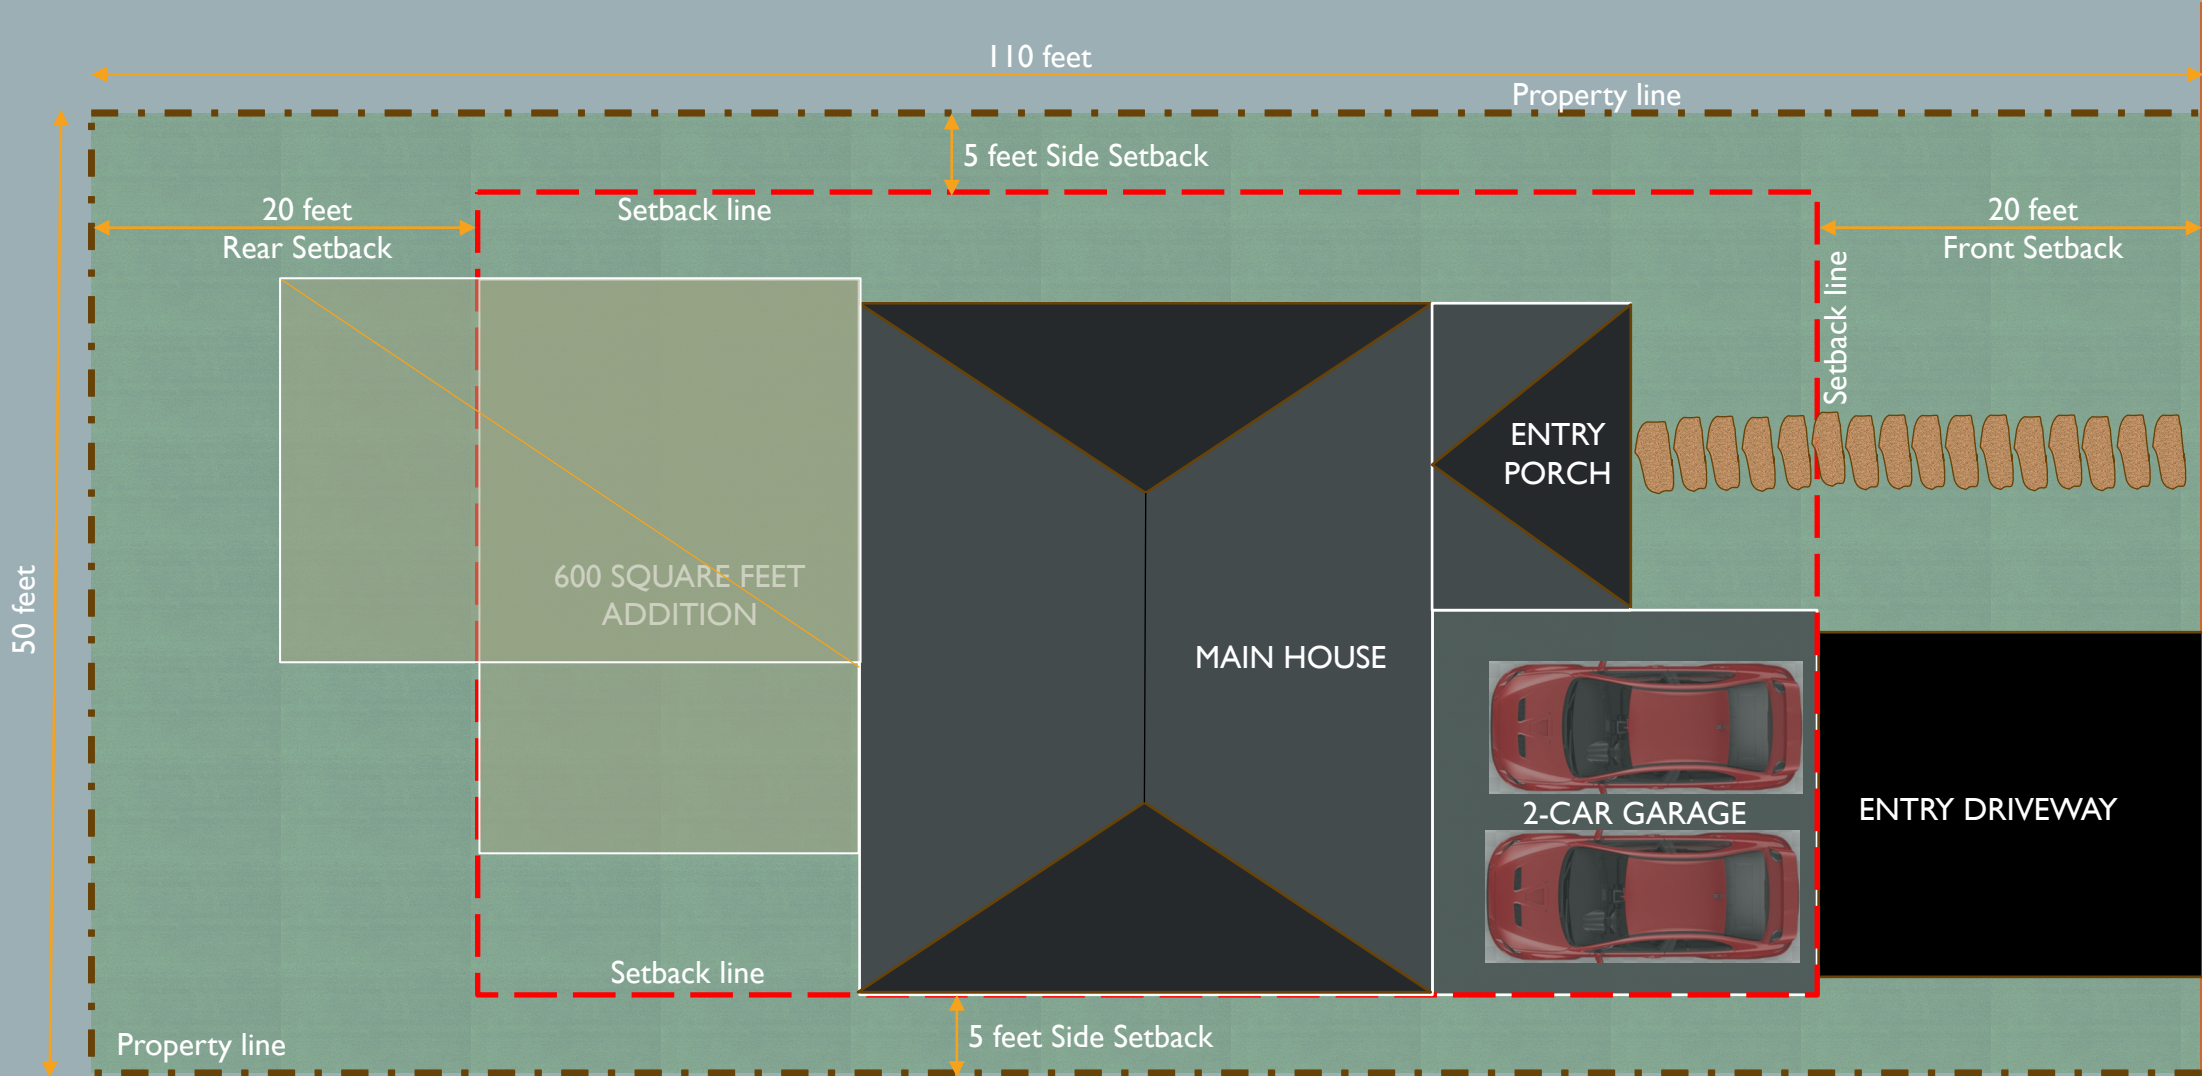 110 feet
Property line
5 feet Side Setback
20 feet
Rear Setback
Setback line
20 feet
Front Setback
Setback line
ENTRY
PORCH
50 feet
600 SQUARE FEET
ADDITION
MAIN HOUSE
2-CAR GARAGE
ENTRY DRIVEWAY
Setback line
5 feet Side Setback
Property line